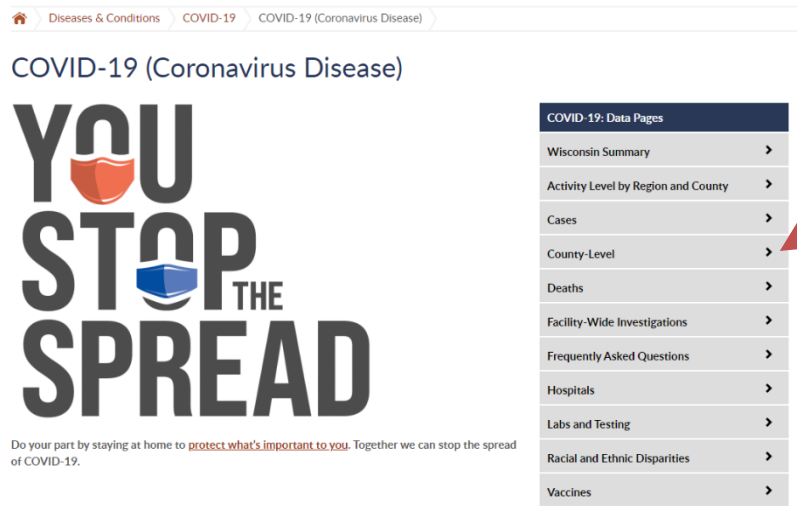 Diseases & Conditions COVID-19 COVID-19 (Coronavirus Disease)
COVID-19 (Coronavirus Disease)
YOU
STOP THE
SPREAD
Do your part by staying at home to protect what's important to you. Together we can stop the spread
of COVID-19.
COVID-19: Data Pages
Wisconsin Summary
Activity Level by Region and County
Cases
County-Level
Deaths
Facility-Wide Investigations
Frequently Asked Questions
Hospitals
Labs and Testing
Racial and Ethnic Disparities
Vaccines